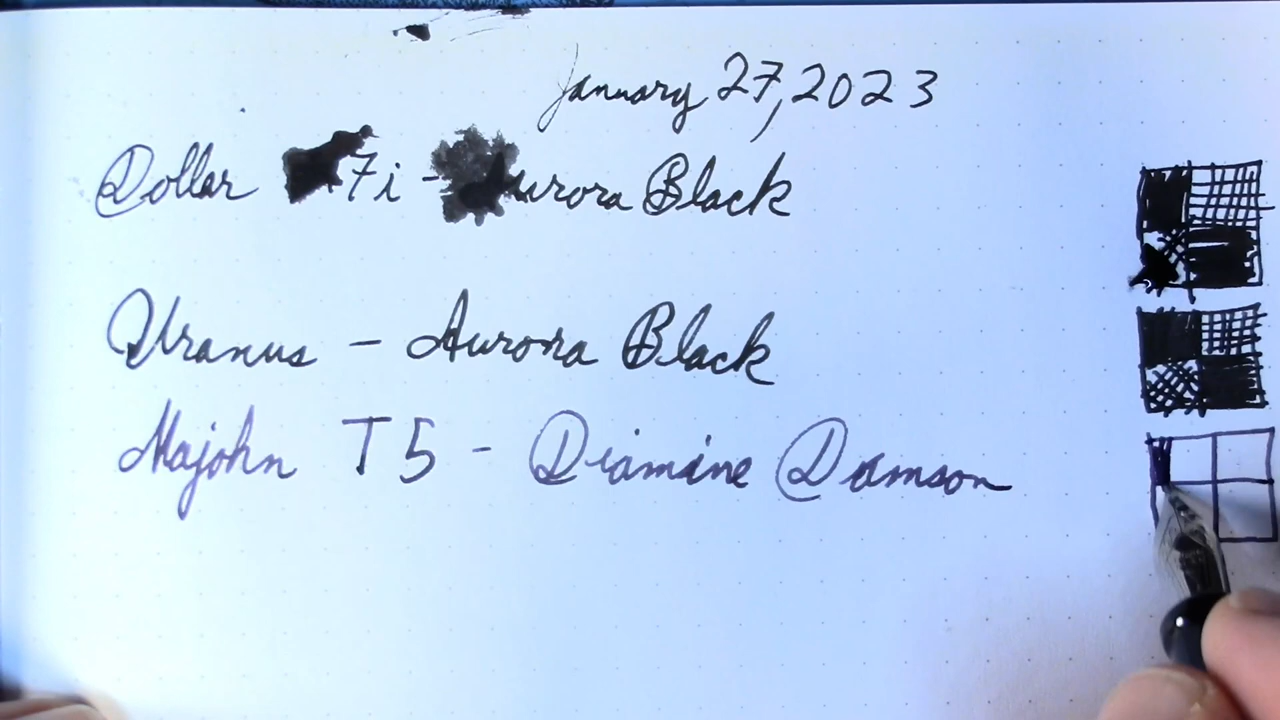 January 27, 2023
Dollar 7i - Aurora Black
Uranus - Aurora Black
Majohn T5 - Diamine Damson